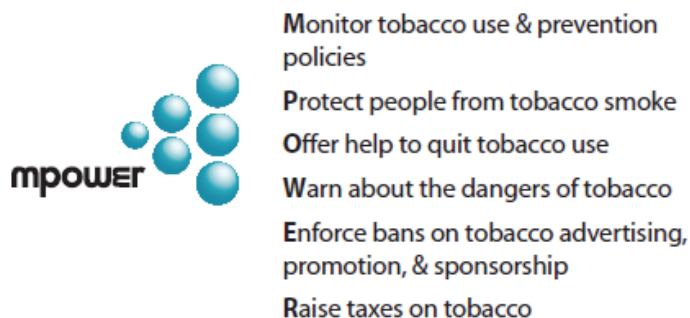 mpower
Monitor tobacco use & prevention
policies
Protect people from tobacco smoke
Offer help to quit tobacco use
Warn about the dangers of tobacco
Enforce bans on tobacco advertising,
promotion, & sponsorship
Raise taxes on tobacco